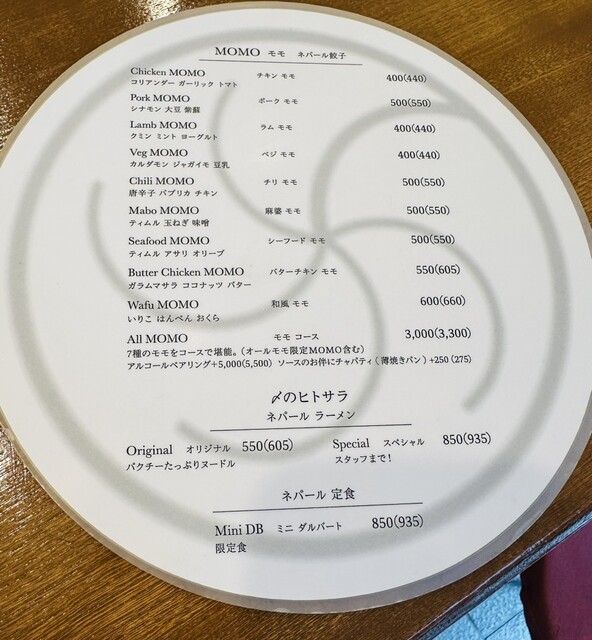 MOMO モモ ネパール餃子
Chicken MOMO チキン モモ 400(440)
コリアンダー ガーリック トマト
Pork MOMO ポーク モモ 500(550)
シナモン 大豆 紫蘇
Lamb MOMO ラム モモ 400(440)
クミン ミント ヨーグルト
Veg MOMO ベジ モモ 400(440)
カルダモン ジャガイモ 豆乳
Chili MOMO チリ モモ 500(550)
唐辛子 パプリカ チキン
Mabo MOMO 麻婆 モモ 500(550)
ティムル 玉ねぎ 味噌
Seafood MOMO シーフード モモ 500(550)
ティムル アサリ オリーブ
Butter Chicken MOMO バターチキン モモ 550(605)
ガラムマサラ ココナッツ バター
Wafu MOMO 和風 モモ 600(660)
いりこ はんぺん おくら
All MOMO モモ コース 3,000(3,300)
7種のモモをコースで堪能。(オールモモ限定MOMO含む)
アルコールペアリング+5,000(5,500) ソースのお伴にチャパティ(薄焼きパン)+250 (275)
〆のヒトサラ
ネパール ラーメン
Original オリジナル 550(605) Special スペシャル 850(935)
パクチーたっぷりヌードル スタッフまで!
ネパール 定食
Mini DB ミニ ダルバート 850(935)
限定食